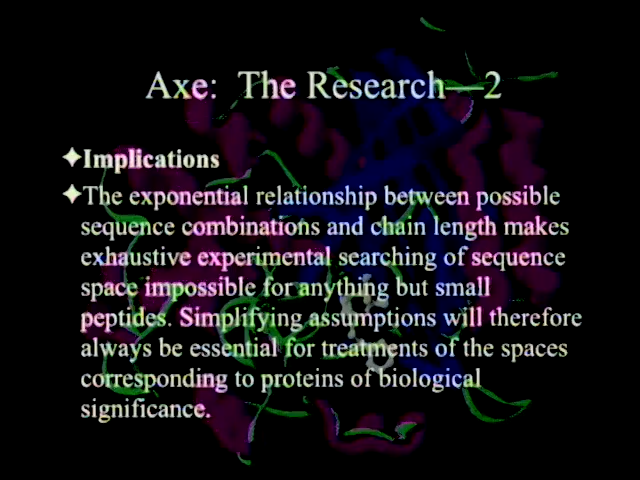 Axe: The Research—2
✦Implications
✦The exponential relationship between possible
sequence combinations and chain length makes
exhaustive experimental searching of sequence
space impossible for anything but small
peptides. Simplifying assumptions will therefore
always be essential for treatments of the spaces
corresponding to proteins of biological
significance.